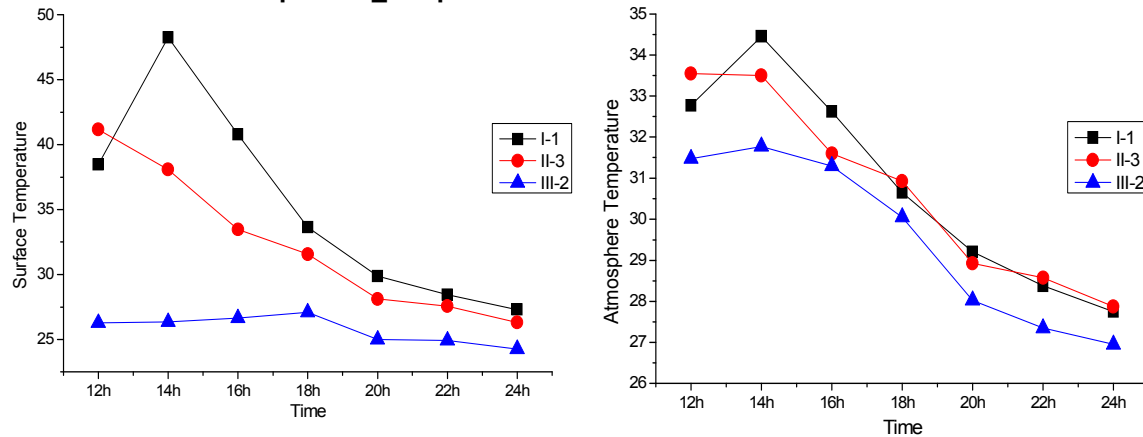 50
45
40
35
30
25
Surface Temperature
12h 14h 16h 18h 20h 22h 24h
Time
I-1
II-3
III-2
35
34
33
32
31
30
29
28
27
26
Atmosphere Temperature
12h 14h 16h 18h 20h 22h 24h
Time
I-1
II-3
III-2